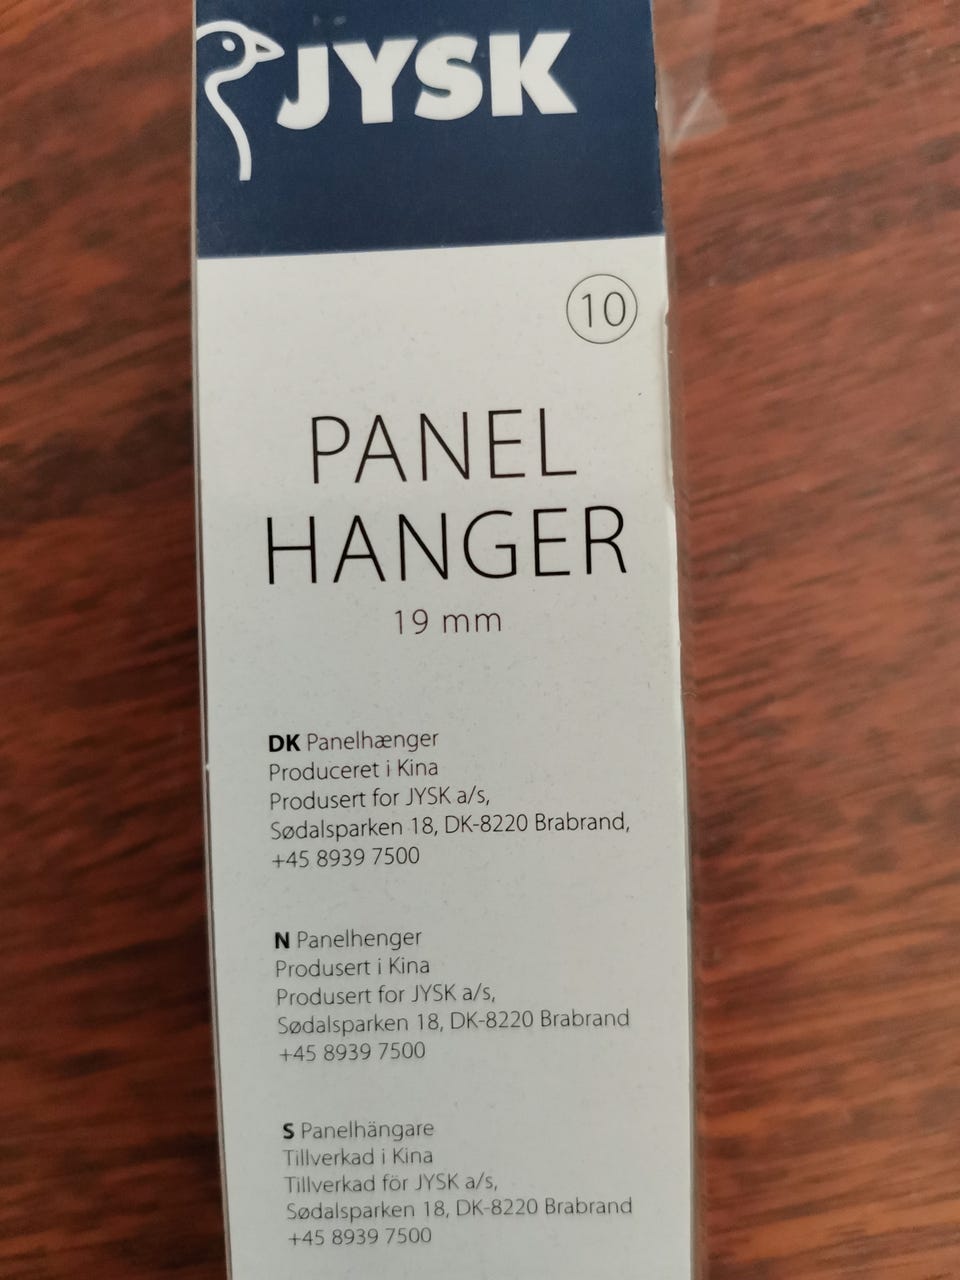 JYSK
10
PANEL
HANGER
19 mm
DK Panelhænger
Produceret i Kina
Produsert for JYSK a/s,
Sødalsparken 18, DK-8220 Brabrand,
+45 8939 7500
N Panelhenger
Produsert i Kina
Produsert for JYSK a/s,
Sødalsparken 18, DK-8220 Brabrand
+45 8939 7500
S Panelhängare
Tillverkad i Kina
Tillverkad för JYSK a/s,
Sødalsparken 18, DK-8220 Brabrand
+45 8939 7500